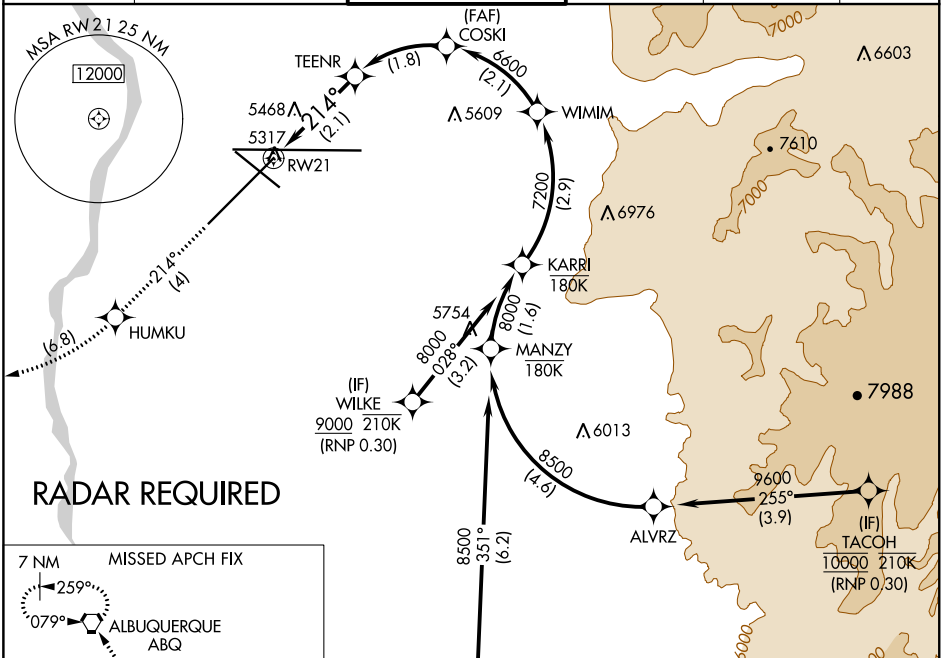 MSA RW21 25 NM
12000
(FAF)
COSKI
TEENR
(1.8)
6600
(2.1)
7000
6603
5468
214°
(2.1)
5609
WIMIM
5317
RW21
7610
7000
7200
(2.9)
6976
KARRI
180K
214°
(4)
HUMKU
(6.8)
5754
8000
(1.6)
MANZY
180K
8000
028°
(3.2)
(IF)
WILKE
9000 210K
(RNP 0.30)
7988
6013
8500
(4.6)
RADAR REQUIRED
9600
255°
(3.9)
ALVRZ
(IF)
TACOH
10000 210K
(RNP 0.30)
8500
351°
(6.2)
MISSED APCH FIX
7 NM
259°
079°
ALBUQUERQUE
ABQ
6000